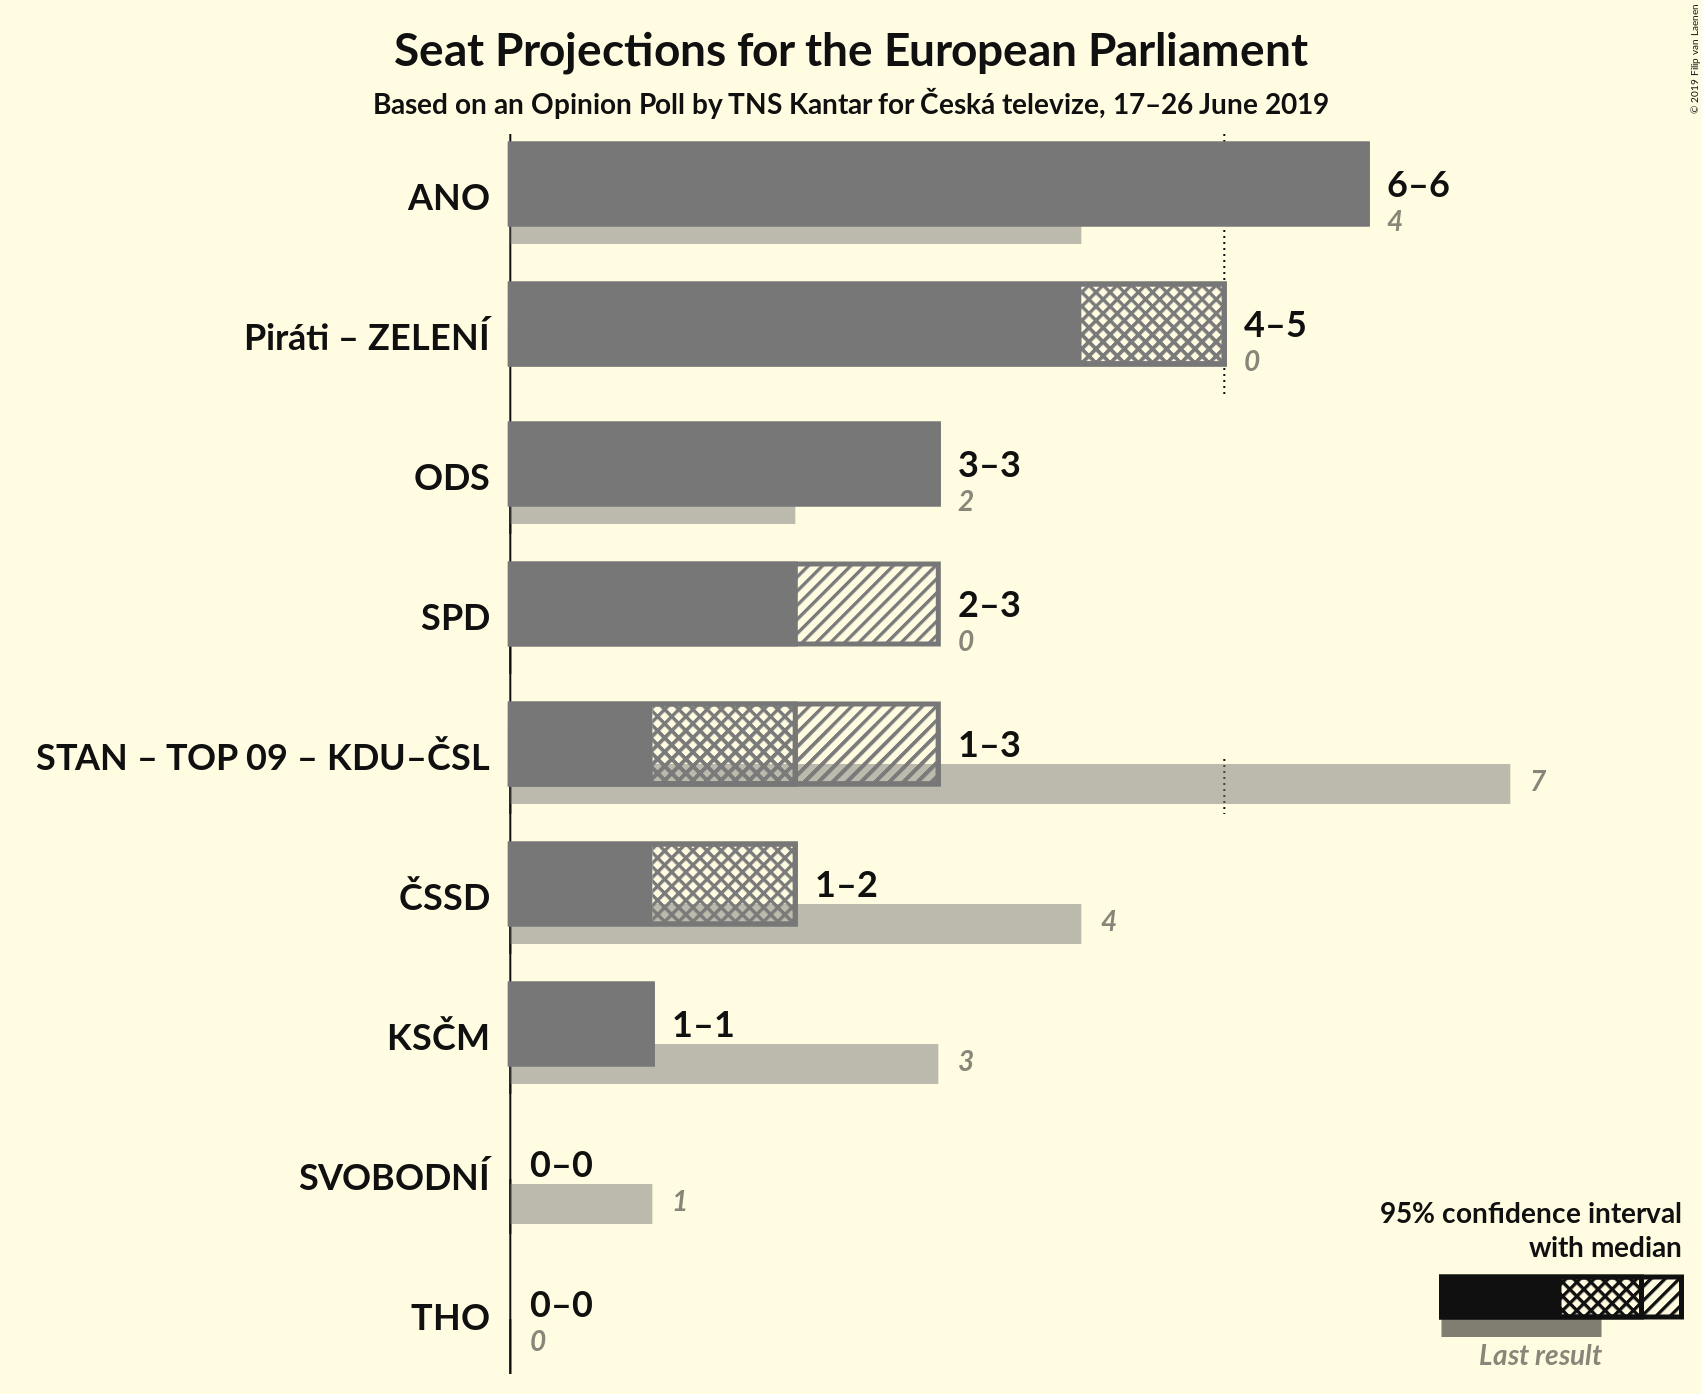 Seat Projections for the European Parliament
Based on an Opinion Poll by TNS Kantar for Česká televize, 17–26 June 2019
© 2019 Filip van Laenen
ANO
6–6
4
Piráti – ZELENÍ
4–5
0
ODS
3–3
2
SPD
2–3
0
STAN – TOP 09 – KDU–ČSL
1–3
7
ČSSD
1–2
4
KSČM
1–1
3
SVOBODNÍ
0–0
1
THO
0–0
0
95% confidence interval
with median
Last result